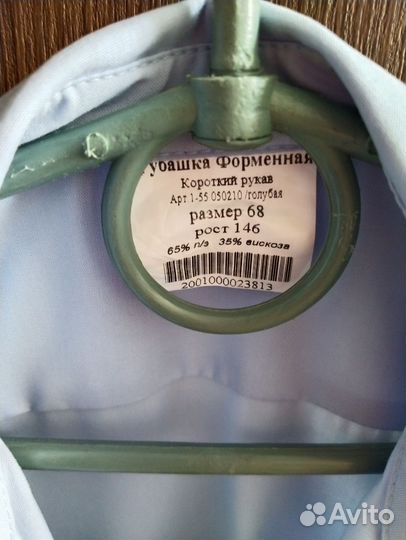 убашка Форменная
Короткий рукав
Арт 1-55 050210 /голубая
размер 68
рост 146
65% п/э 35% вискоза
2001000023813
Avito